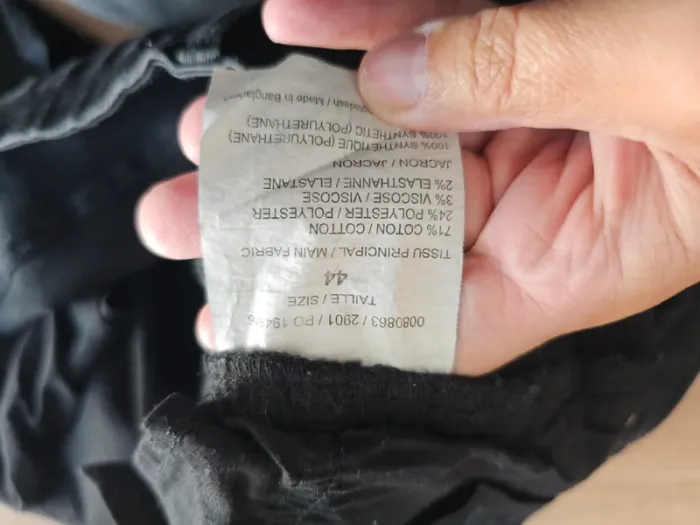 0080863 / 2901 / PO
TAILLE / SIZE
44
TISSU PRINCIPAL / MAIN FABRIC
71% COTON / COTTON
24% POLYESTER / POLYESTER
3% VISCOSE / VISCOSE
2% ELASTHANNE / ELASTANE
JACRON / JACRON
100% SYNTHETIQUE (POLYURETHANE)
100% SYNTHETIC (POLYURETHANE)
/ Made in Bangladesh